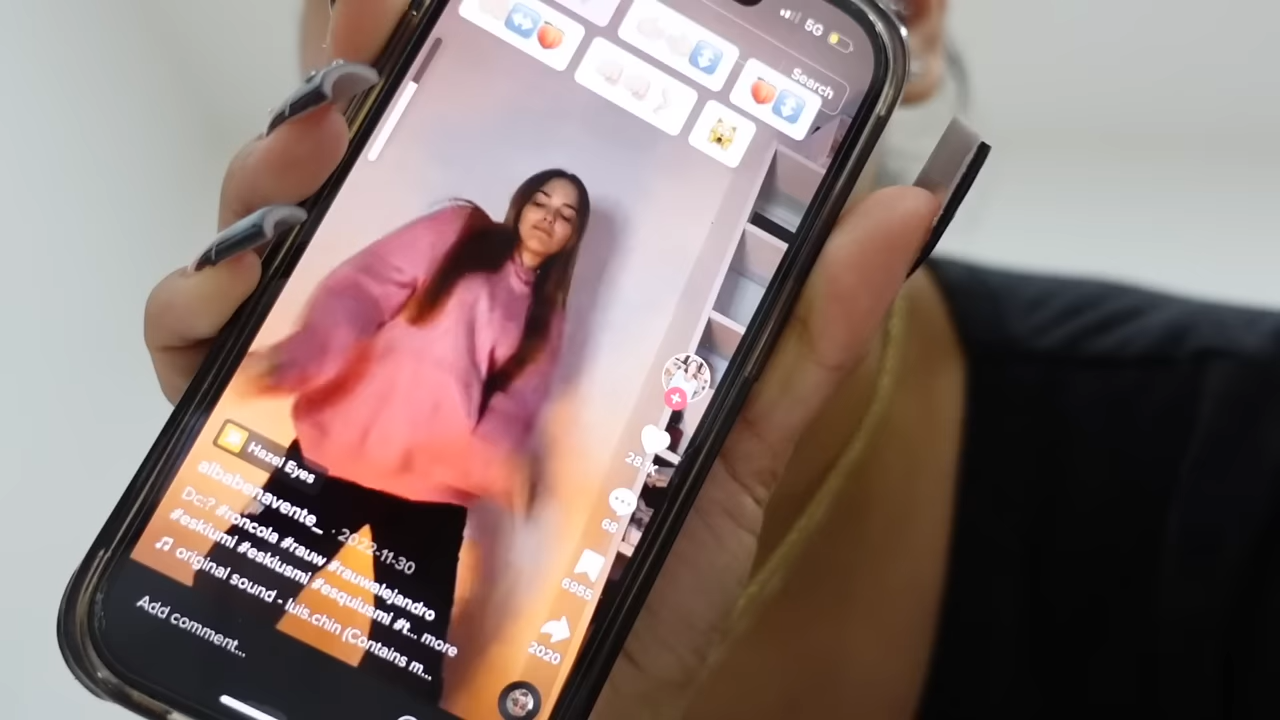 5G
Search
Hazel Eyes
albabenavente_ · 2022-11-30
Dc:? #roncola #rauw #rauwalejandro
#eskiumi #eskiusmi #esquiusmi #t... more
original sound - luis.chin (Contains m...
Add comment...
28.1K
68
6955
2020